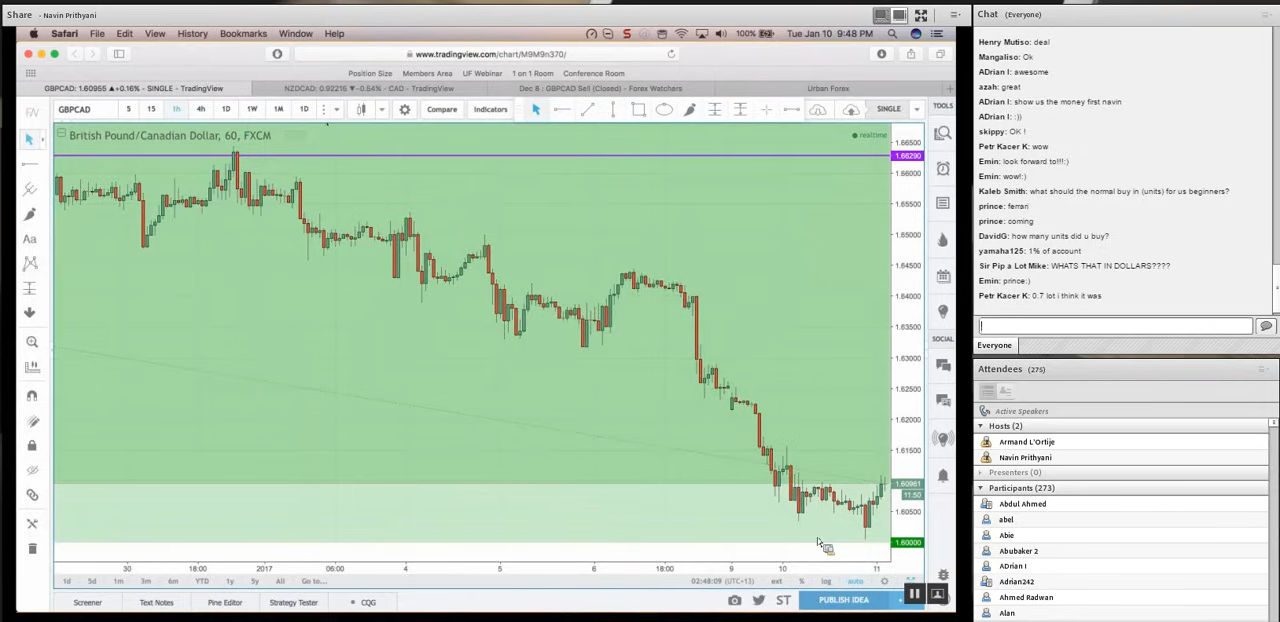 Share - Navin Prithyani
Safari File Edit View History Bookmarks Window Help
100% Tue Jan 10 9:48 PM
www.tradingview.com/chart/M9M9n370/
Position Size Members Area UF Webinar 1 on 1 Room Conference Room
GBPCAD: 1.60955 ▲+0.16% - SINGLE - TradingView
NZDCAD: 0.92215 ▼-0.54% - CAD - TradingView
Dec 8 : GBPCAD Sell (Closed) - Forex Watchers
Urban Forex
GBPCAD 5 15 1h 4h 1D 1W 1M 1D Compare Indicators SINGLE TOOLS
British Pound/Canadian Dollar, 60, FXCM
realtime
Aa
SOCIAL
1.66500
1.66290
1.66000
1.65500
1.65000
1.64500
1.64000
1.63500
1.63000
1.62500
1.62000
1.61500
1.60961
11:50
1.60500
1.60000
30 18:00 2017 06:00 4 5 6 18:00 9 10 11
1d 5d 1m 3m 6m YTD 1y 5y All Go to... 02:48:09 (UTC+13) ext % log auto
Screener Text Notes Pine Editor Strategy Tester CQG ST PUBLISH IDEA
Chat (Everyone)
Henry Mutiso: deal
Mangaliso: Ok
ADrian I: awesome
azah: great
ADrian I: show us the money first navin
ADrian I: :))
skippy: OK !
Petr Kacer K: wow
Emin: look forward to!!!:)
Emin: wow!:)
Kaleb Smith: what should the normal buy in (units) for us beginners?
prince: ferrari
prince: coming
DavidG: how many units did u buy?
yamaha125: 1% of account
Sir Pip a Lot Mike: WHATS THAT IN DOLLARS????
Emin: prince:)
Petr Kacer K: 0.7 lot i think it was
Everyone
Attendees (275)
Active Speakers
Hosts (2)
Armand L'Ortije
Navin Prithyani
Presenters (0)
Participants (273)
Abdul Ahmed
abel
Abie
Abubaker 2
ADrian I
Adrian242
Ahmed Radwan
Alan